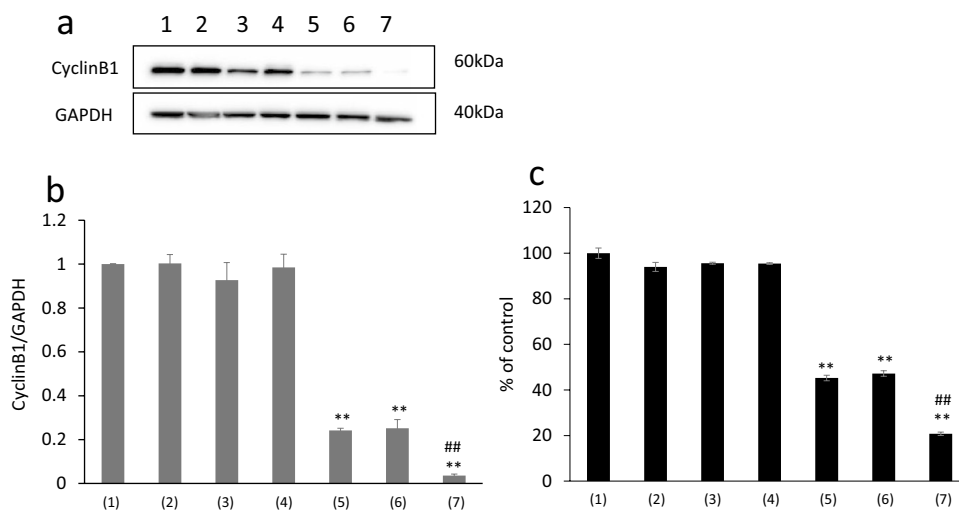 a
1 2 3 4 5 6 7
CyclinB1
60kDa
GAPDH
40kDa
b
CyclinB1/GAPDH
1.2
1
0.8
0.6
0.4
0.2
0
**
**
##
**
(1) (2) (3) (4) (5) (6) (7)
c
% of control
120
100
80
60
40
20
0
**
**
##
**
(1) (2) (3) (4) (5) (6) (7)